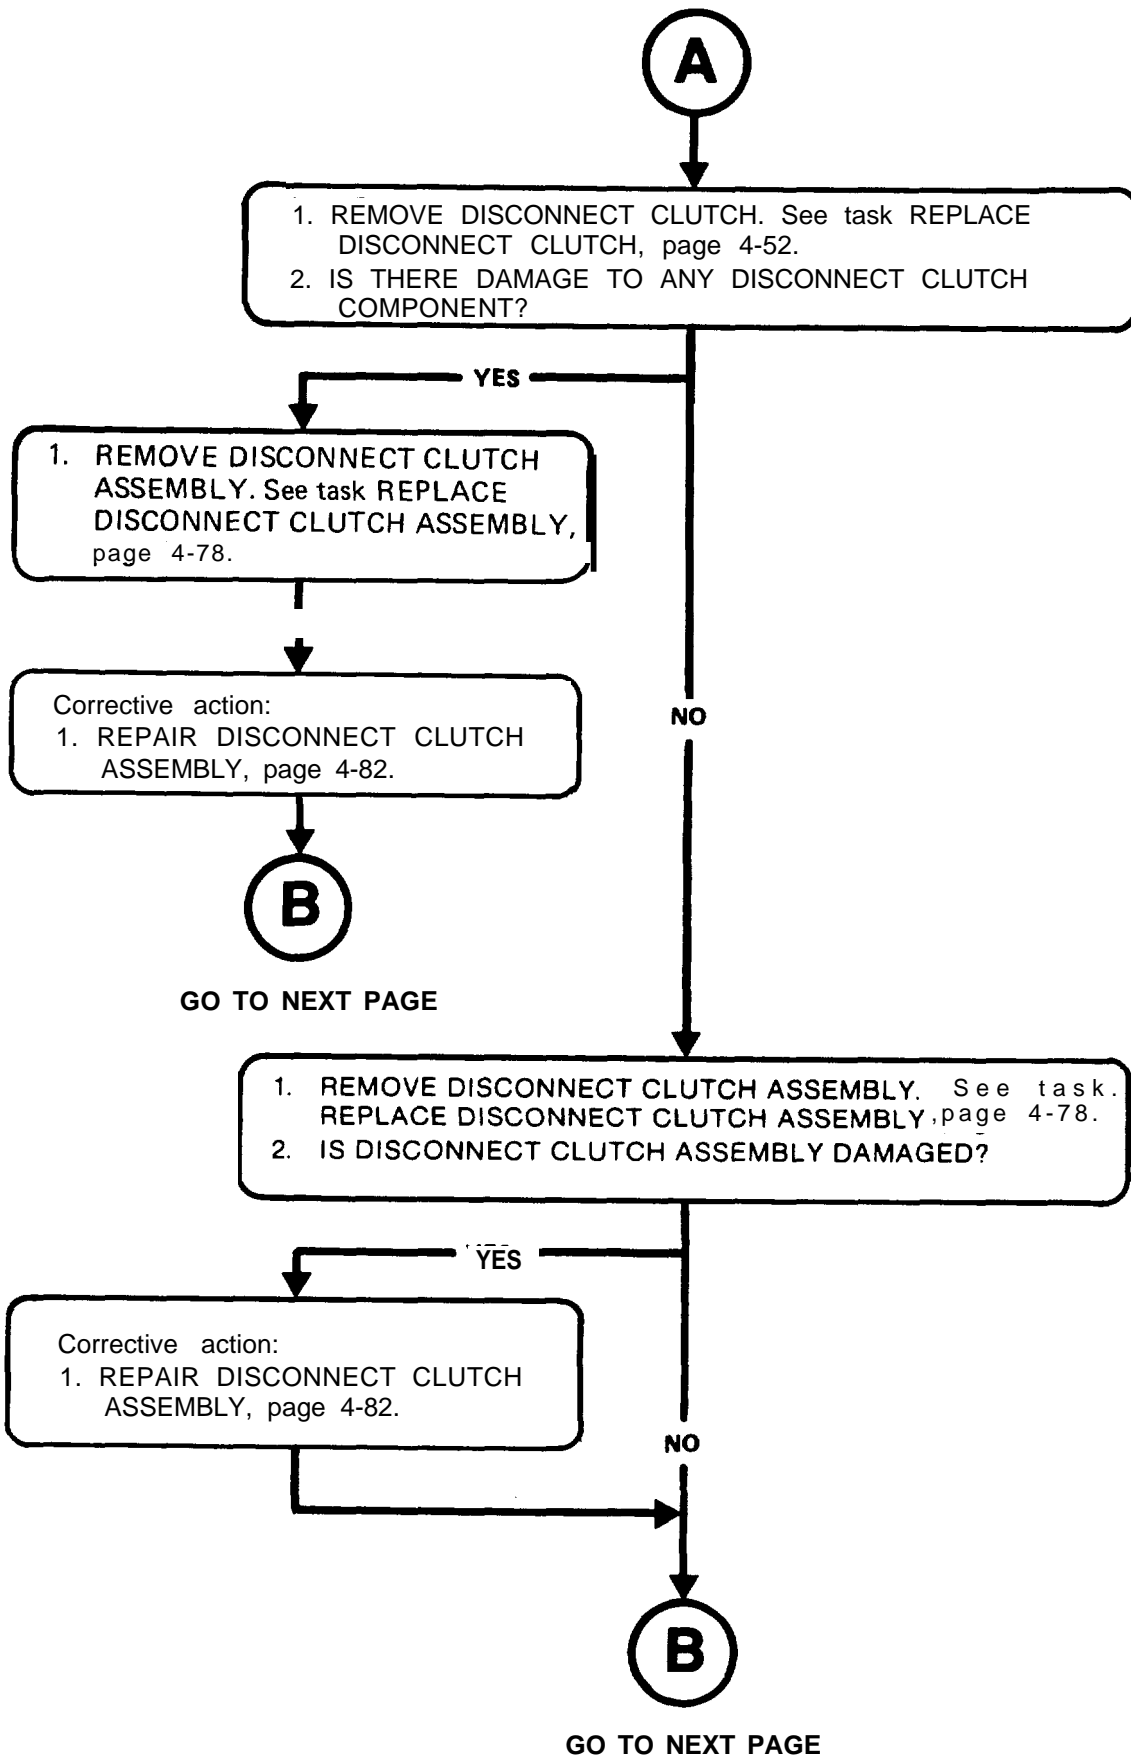 A
1. REMOVE DISCONNECT CLUTCH. See task REPLACE
DISCONNECT CLUTCH, page 4-52.
2. IS THERE DAMAGE TO ANY DISCONNECT CLUTCH
COMPONENT?
YES
1. REMOVE DISCONNECT CLUTCH
ASSEMBLY. See task REPLACE
DISCONNECT CLUTCH ASSEMBLY,
page 4-78.
Corrective action:
1. REPAIR DISCONNECT CLUTCH
ASSEMBLY, page 4-82.
NO
B
GO TO NEXT PAGE
1. REMOVE DISCONNECT CLUTCH ASSEMBLY. See task.
REPLACE DISCONNECT CLUTCH ASSEMBLY, page 4-78.
2. IS DISCONNECT CLUTCH ASSEMBLY DAMAGED?
YES
Corrective action:
1. REPAIR DISCONNECT CLUTCH
ASSEMBLY, page 4-82.
NO
B
GO TO NEXT PAGE